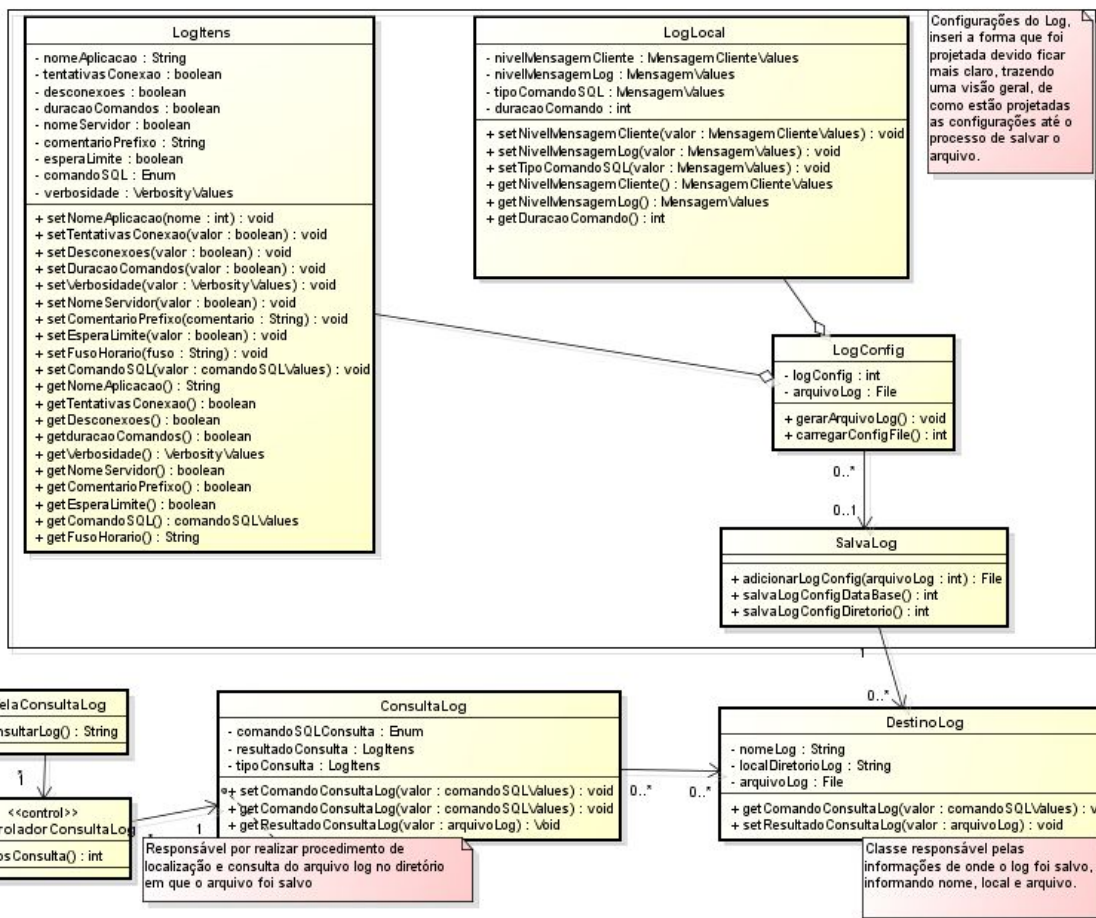 LogItens
- nomeAplicacao : String
- tentativasConexao : boolean
- desconexoes : boolean
- duracaoComandos : boolean
- nomeServidor : boolean
- comentarioPrefixo : String
- esperaLimite : boolean
- comandoSQL : Enum
- verbosidade : VerbosityValues
+ setNomeAplicacao(nome : int) : void
+ setTentativasConexao(valor : boolean) : void
+ setDesconexoes(valor : boolean) : void
+ setDuracaoComandos(valor : boolean) : void
+ setVerbosidade(valor : VerbosityValues) : void
+ setNomeServidor(valor : boolean) : void
+ setComentarioPrefixo(comentario : String) : void
+ setEsperaLimite(valor : boolean) : void
+ setFusoHorario(fuso : String) : void
+ setComandoSQL(valor : comandoSQLValues) : void
+ getNomeAplicacao() : String
+ getTentativasConexao() : boolean
+ getDesconexoes() : boolean
+ getduracaoComandos() : boolean
+ getVerbosidade() : VerbosityValues
+ getNomeServidor() : boolean
+ getComentarioPrefixo() : boolean
+ getEsperaLimite() : boolean
+ getComandoSQL() : comandoSQLValues
+ getFusoHorario() : String
LogLocal
- nivelMensagemCliente : MensagemClienteValues
- nivelMensagemLog : MensagemValues
- tipoComandoSQL : MensagemValues
- duracaoComando : int
+ setNivelMensagemCliente(valor : MensagemClienteValues) : void
+ setNivelMensagemLog(valor : MensagemValues) : void
+ setTipoComandoSQL(valor : MensagemValues) : void
+ getNivelMensagemCliente() : MensagemClienteValues
+ getNivelMensagemLog() : MensagemValues
+ getDuracaoComando() : int
Configurações do Log,
inseri a forma que foi
projetada devido ficar
mais claro, trazendo
uma visão geral, de
como estão projetadas
as configurações até o
processo de salvar o
arquivo.
LogConfig
- logConfig : int
- arquivoLog : File
+ gerarArquivoLog() : void
+ carregarConfigFile() : int
0..*
0..1
SalvaLog
+ adicionarLogConfig(arquivoLog : int) : File
+ salvaLogConfigDataBase() : int
+ salvaLogConfigDiretorio() : int
1
0..*
elaConsultaLog
nsultarLog() : String
1
<<control>>
roladorConsultaLog
osConsulta() : int
1
ConsultaLog
- comandoSQLConsulta : Enum
- resultadoConsulta : LogItens
- tipoConsulta : LogItens
+ setComandoConsultaLog(valor : comandoSQLValues) : void
+ getComandoConsultaLog(valor : comandoSQLValues) : void
+ getResultadoConsultaLog(valor : arquivoLog) : Void
0..*
0..*
Responsável por realizar procedimento de
localização e consulta do arquivo log no diretório
em que o arquivo foi salvo
DestinoLog
- nomeLog : String
- localDiretorioLog : String
- arquivoLog : File
+ getComandoConsultaLog(valor : comandoSQLValues) : v
+ setResultadoConsultaLog(valor : arquivoLog) : void
Classe responsável pelas
informações de onde o log foi salvo,
informando nome, local e arquivo.